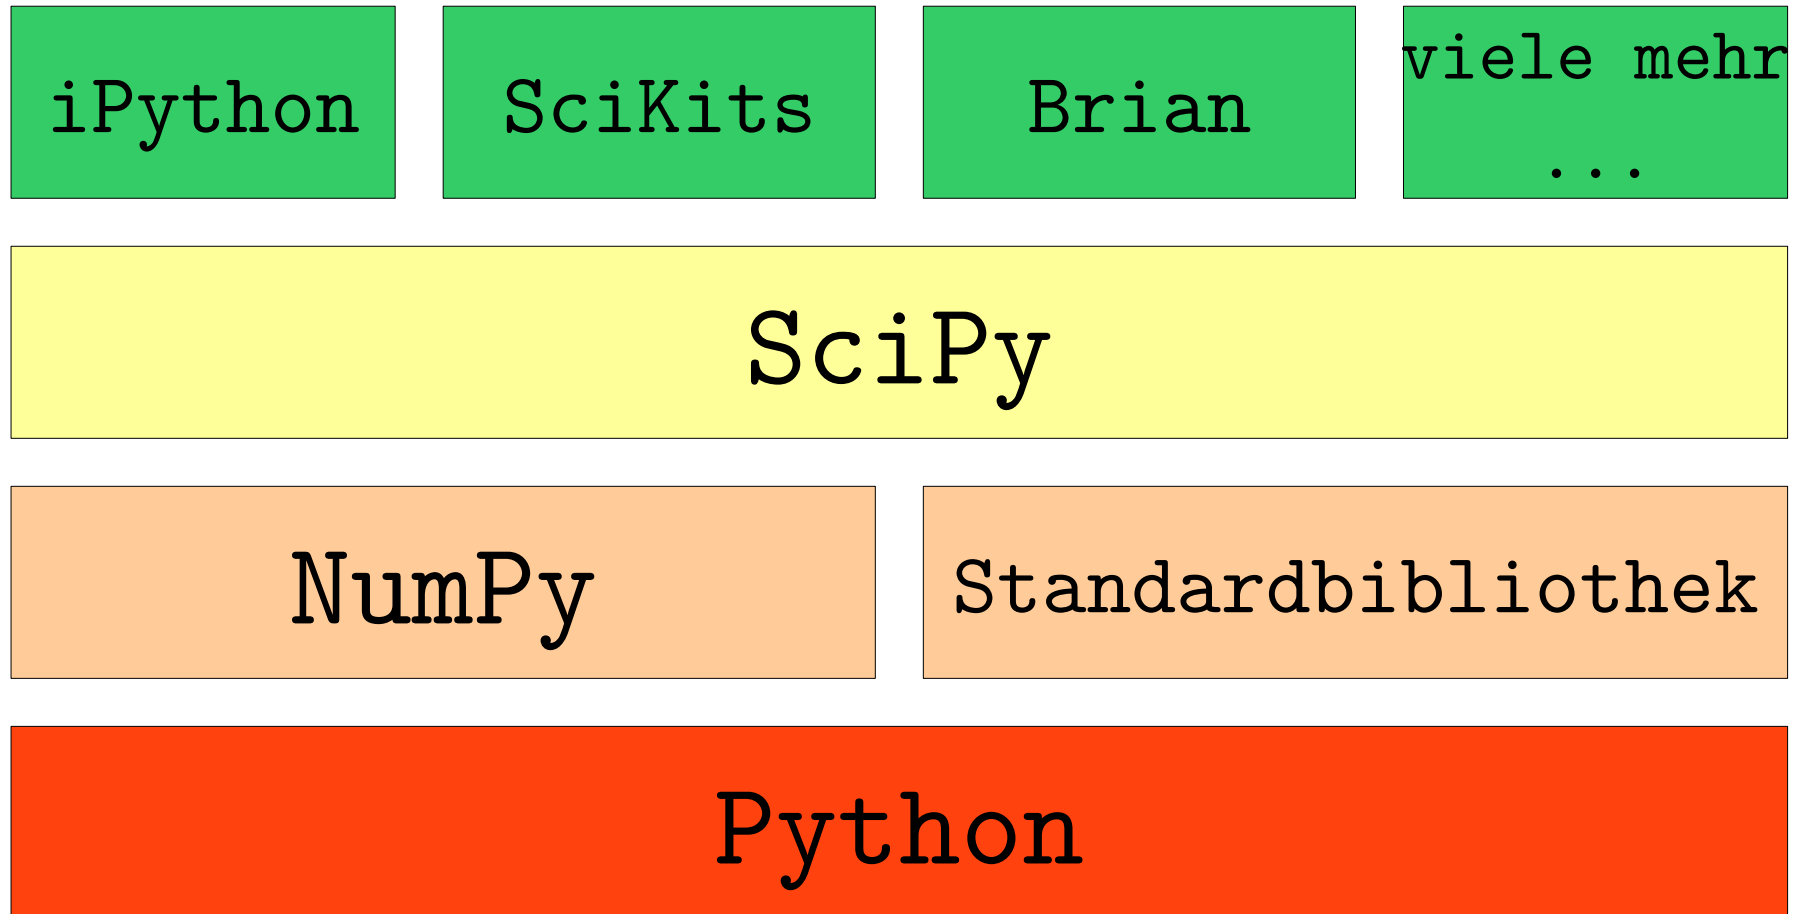 iPython
SciKits
Brian
viele mehr
...
SciPy
NumPy
Standardbibliothek
Python